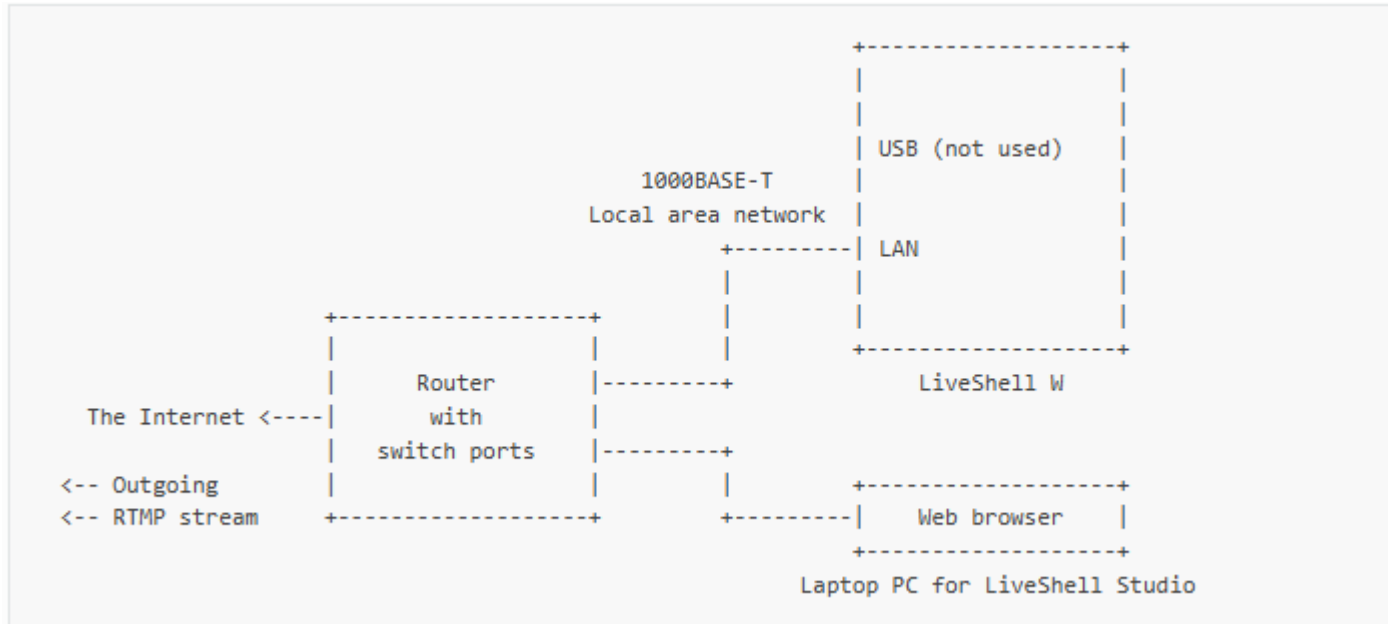 USB (not used)
1000BASE-T
Local area network
LAN
Router
LiveShell W
The Internet <----
with
switch ports
<-- Outgoing
<-- RTMP stream
Web browser
Laptop PC for LiveShell Studio